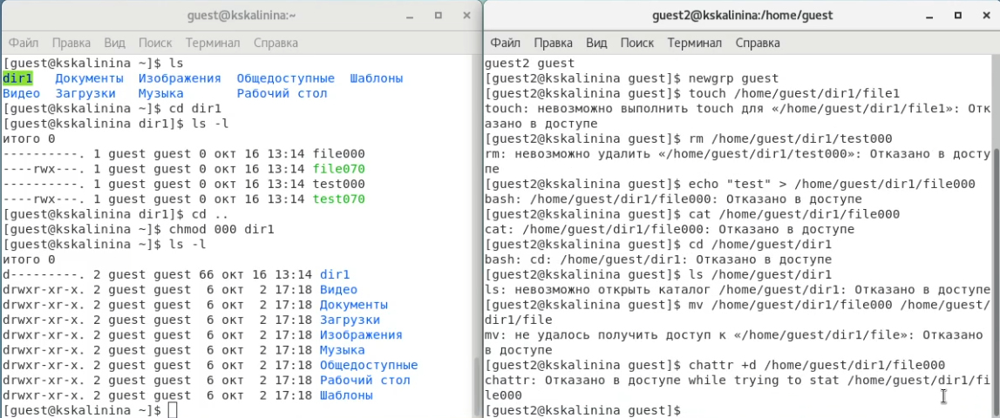 guest@kskalinina:~
Файл Правка Вид Поиск Терминал Справка
[guest@kskalinina ~]$ ls
dir1 Документы Изображения Общедоступные Шаблоны
Видео Загрузки Музыка Рабочий стол
[guest@kskalinina ~]$ cd dir1
[guest@kskalinina dir1]$ ls -l
итого 0
----------. 1 guest guest 0 окт 16 13:14 file000
----rwx---. 1 guest guest 0 окт 16 13:14 file070
----------. 1 guest guest 0 окт 16 13:14 test000
----rwx---. 1 guest guest 0 окт 16 13:14 test070
[guest@kskalinina dir1]$ cd ..
[guest@kskalinina ~]$ chmod 000 dir1
[guest@kskalinina ~]$ ls -l
итого 0
d---------. 2 guest guest 66 окт 16 13:14 dir1
drwxr-xr-x. 2 guest guest 6 окт 2 17:18 Видео
drwxr-xr-x. 2 guest guest 6 окт 2 17:18 Документы
drwxr-xr-x. 2 guest guest 6 окт 2 17:18 Загрузки
drwxr-xr-x. 2 guest guest 6 окт 2 17:18 Изображения
drwxr-xr-x. 2 guest guest 6 окт 2 17:18 Музыка
drwxr-xr-x. 2 guest guest 6 окт 2 17:18 Общедоступные
drwxr-xr-x. 2 guest guest 6 окт 2 17:18 Рабочий стол
drwxr-xr-x. 2 guest guest 6 окт 2 17:18 Шаблоны
[guest@kskalinina ~]$
guest2@kskalinina:/home/guest
Файл Правка Вид Поиск Терминал Справка
guest2 guest
[guest2@kskalinina guest]$ newgrp guest
[guest2@kskalinina guest]$ touch /home/guest/dir1/file1
touch: невозможно выполнить touch для «/home/guest/dir1/file1»: Отк
азано в доступе
[guest2@kskalinina guest]$ rm /home/guest/dir1/test000
rm: невозможно удалить «/home/guest/dir1/test000»: Отказано в досту
пе
[guest2@kskalinina guest]$ echo "test" > /home/guest/dir1/file000
bash: /home/guest/dir1/file000: Отказано в доступе
[guest2@kskalinina guest]$ cat /home/guest/dir1/file000
cat: /home/guest/dir1/file000: Отказано в доступе
[guest2@kskalinina guest]$ cd /home/guest/dir1
bash: cd: /home/guest/dir1: Отказано в доступе
[guest2@kskalinina guest]$ ls /home/guest/dir1
ls: невозможно открыть каталог /home/guest/dir1: Отказано в доступе
[guest2@kskalinina guest]$ mv /home/guest/dir1/file000 /home/guest/
dir1/file
mv: не удалось получить доступ к «/home/guest/dir1/file»: Отказано
в доступе
[guest2@kskalinina guest]$ chattr +d /home/guest/dir1/file000
chattr: Отказано в доступе while trying to stat /home/guest/dir1/fi
le000
[guest2@kskalinina guest]$